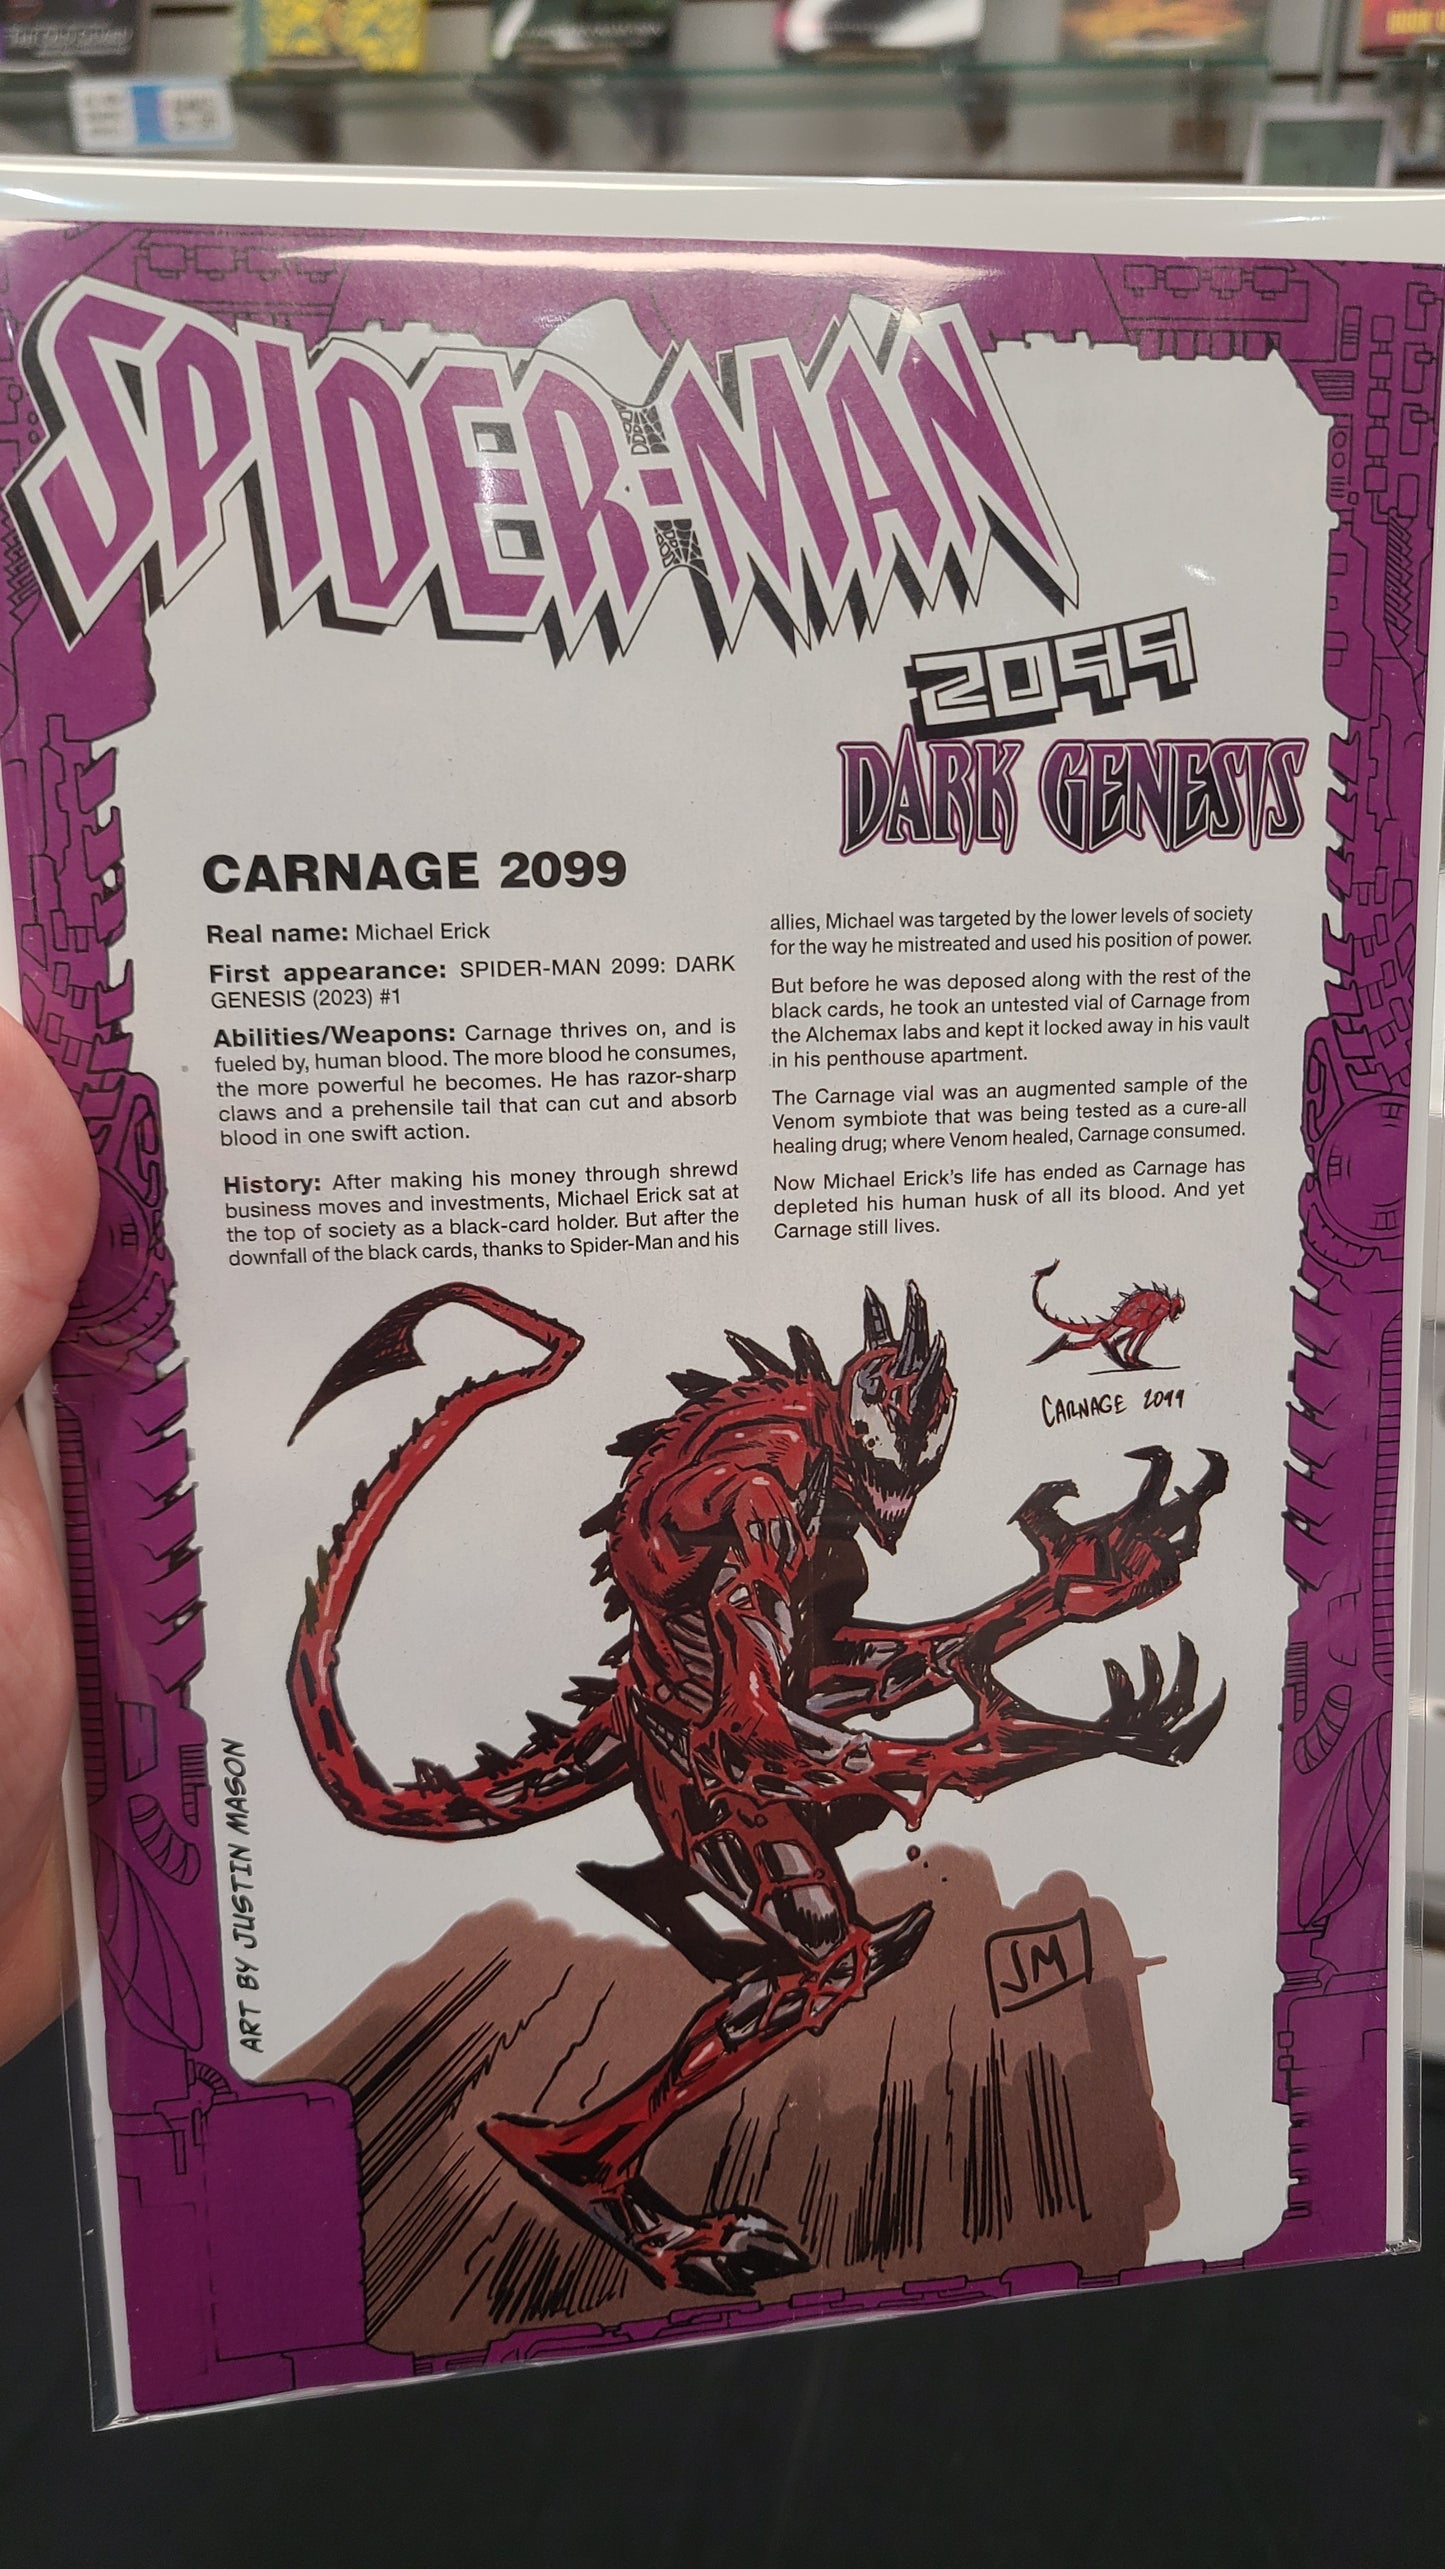 SPIDER-MAN
2099
DARK GENESIS
CARNAGE 2099
Real name: Michael Erick
First appearance: SPIDER-MAN 2099: DARK
GENESIS (2023) #1
Abilities/Weapons: Carnage thrives on, and is
fueled by, human blood. The more blood he consumes,
the more powerful he becomes. He has razor-sharp
claws and a prehensile tail that can cut and absorb
blood in one swift action.
History: After making his money through shrewd
business moves and investments, Michael Erick sat at
the top of society as a black-card holder. But after the
downfall of the black cards, thanks to Spider-Man and his
allies, Michael was targeted by the lower levels of society
for the way he mistreated and used his position of power.
But before he was deposed along with the rest of the
black cards, he took an untested vial of Carnage from
the Alchemax labs and kept it locked away in his vault
in his penthouse apartment.
The Carnage vial was an augmented sample of the
Venom symbiote that was being tested as a cure-all
healing drug; where Venom healed, Carnage consumed.
Now Michael Erick's life has ended as Carnage has
depleted his human husk of all its blood. And yet
Carnage still lives.
CARNAGE 2099
ART BY JUSTIN MASON
JM